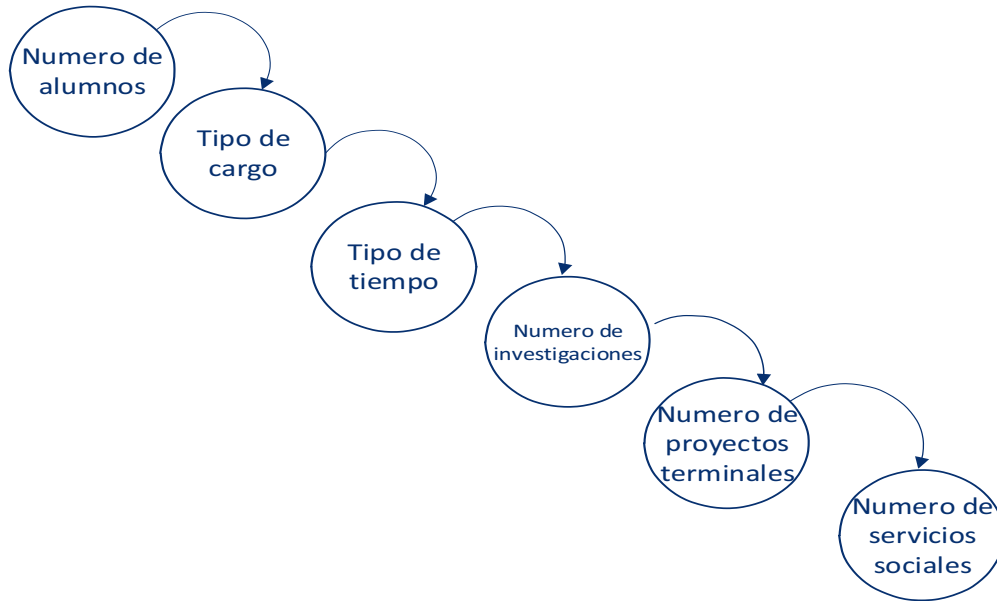 Numero de
alumnos
Tipo de
cargo
Tipo de
tiempo
Numero de
investigaciones
Numero de
proyectos
terminales
Numero de
servicios
sociales